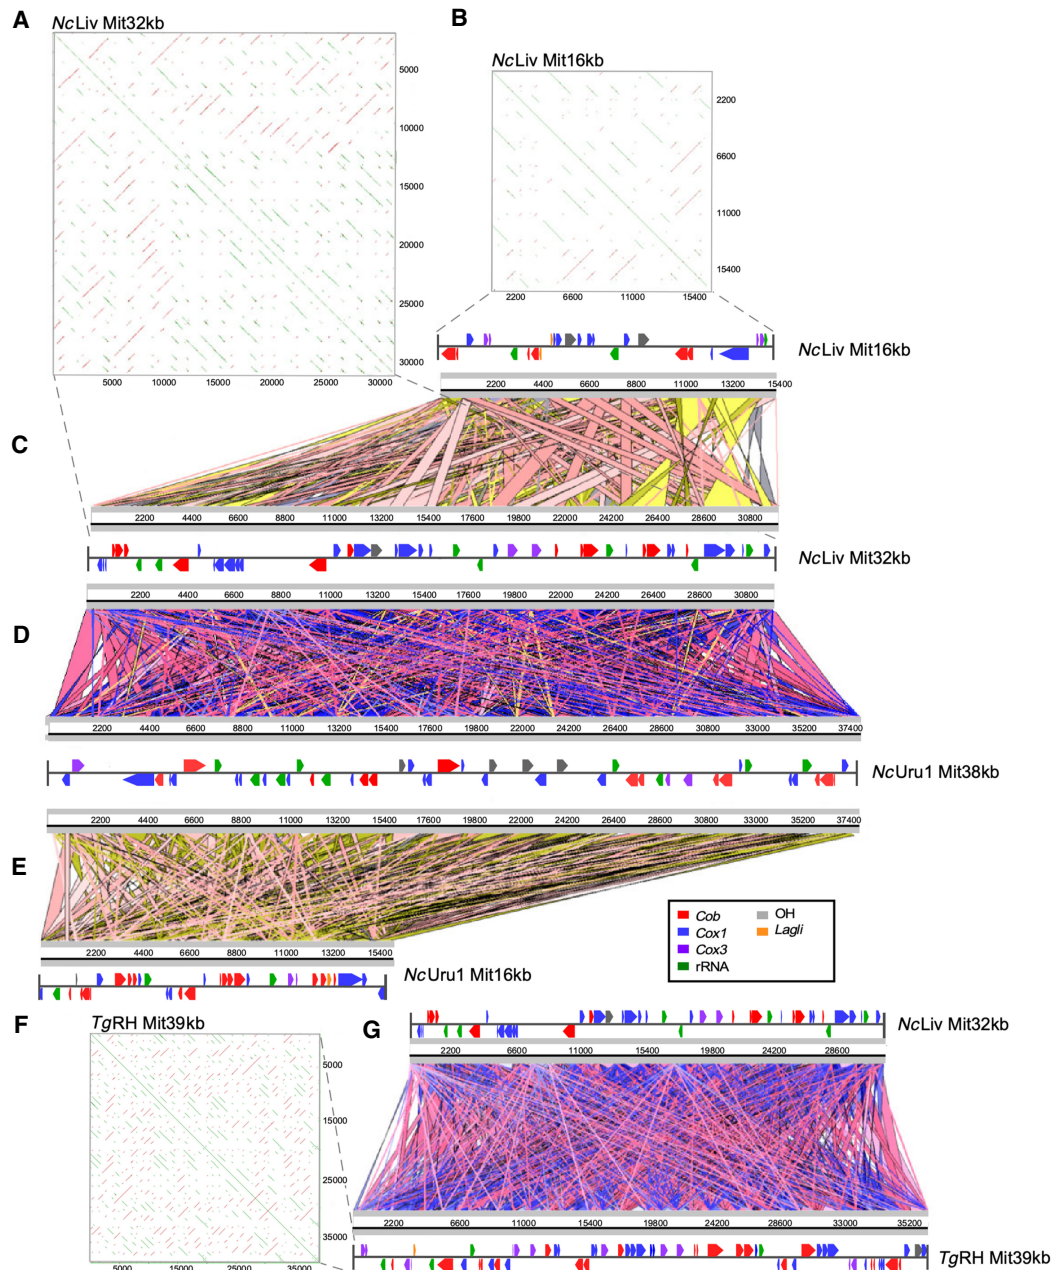 A
NcLiv Mit32kb
5000
10000
15000
20000
25000
30000
5000 10000 15000 20000 25000 30000
B
NcLiv Mit16kb
2200
6600
11000
15400
2200 6600 11000 15400
NcLiv Mit16kb
2200 4400 6600 8800 11000 13200 15400
C
2200 4400 6600 8800 11000 13200 15400 17600 19800 22000 24200 26400 28600 30800
NcLiv Mit32kb
2200 4400 6600 8800 11000 13200 15400 17600 19800 22000 24200 26400 28600 30800
D
2200 4400 6600 8800 11000 13200 15400 17600 19800 22000 24200 26400 28600 30800 33000 35200 37400
NcUru1 Mit38kb
2200 4400 6600 8800 11000 13200 15400 17600 19800 22000 24200 26400 28600 30800 33000 35200 37400
E
2200 4400 6600 8800 11000 13200 15400
NcUru1 Mit16kb
Cob
Cox1
Cox3
rRNA
OH
Lagli
F
TgRH Mit39kb
5000
15000
25000
35000
5000 15000 25000 35000
G
NcLiv Mit32kb
2200 6600 11000 15400 19800 24200 28600
2200 6600 11000 15400 19800 24200 28600 33000 35200
TgRH Mit39kb